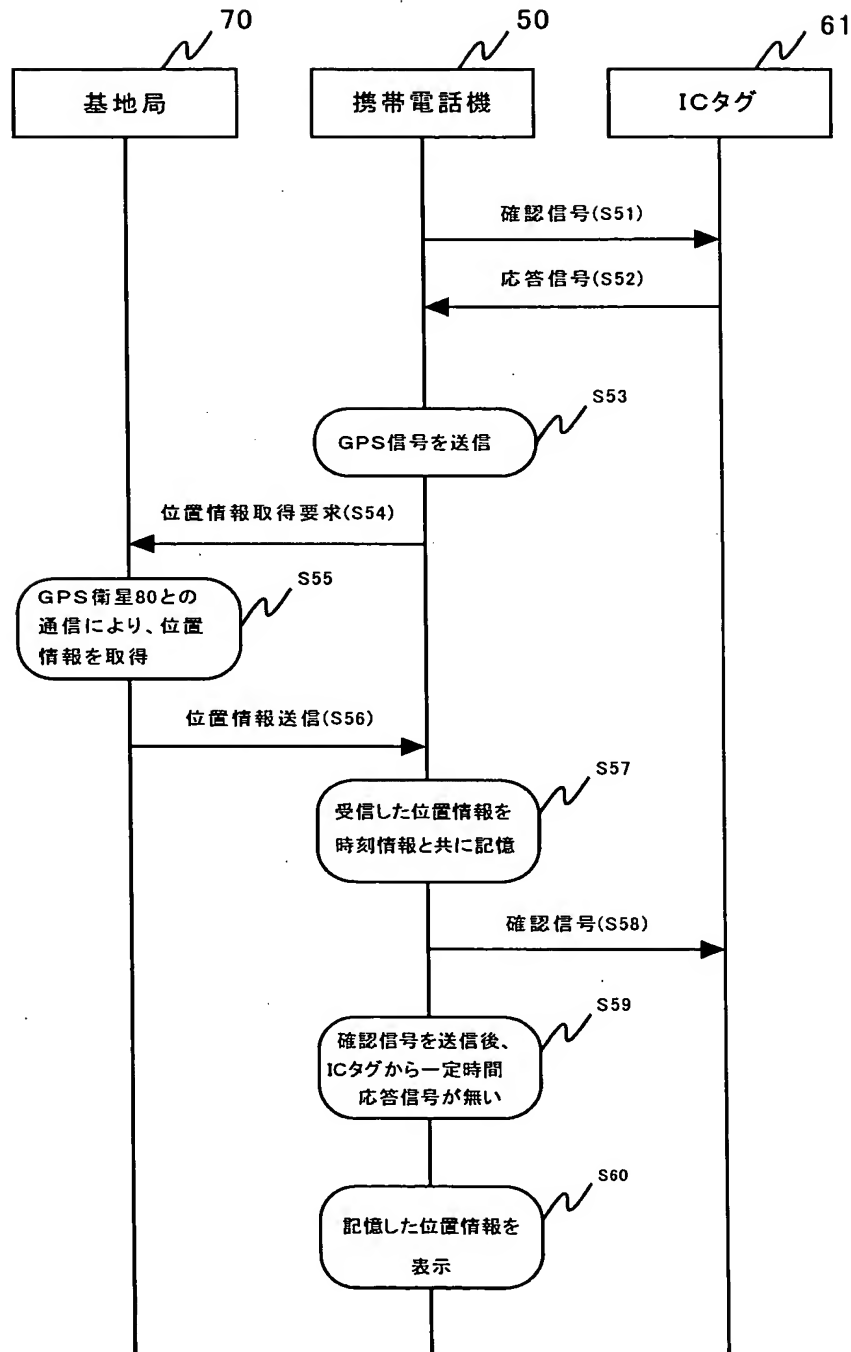 70
50
61
基地局
携帯電話機
ICタグ
確認信号(S51)
応答信号(S52)
S53
GPS信号を送信
位置情報取得要求(S54)
S55
GPS衛星80との
通信により、位置
情報を取得
位置情報送信(S56)
S57
受信した位置情報を
時刻情報と共に記憶
確認信号(S58)
S59
確認信号を送信後、
ICタグから一定時間
応答信号が無い
S60
記憶した位置情報を
表示